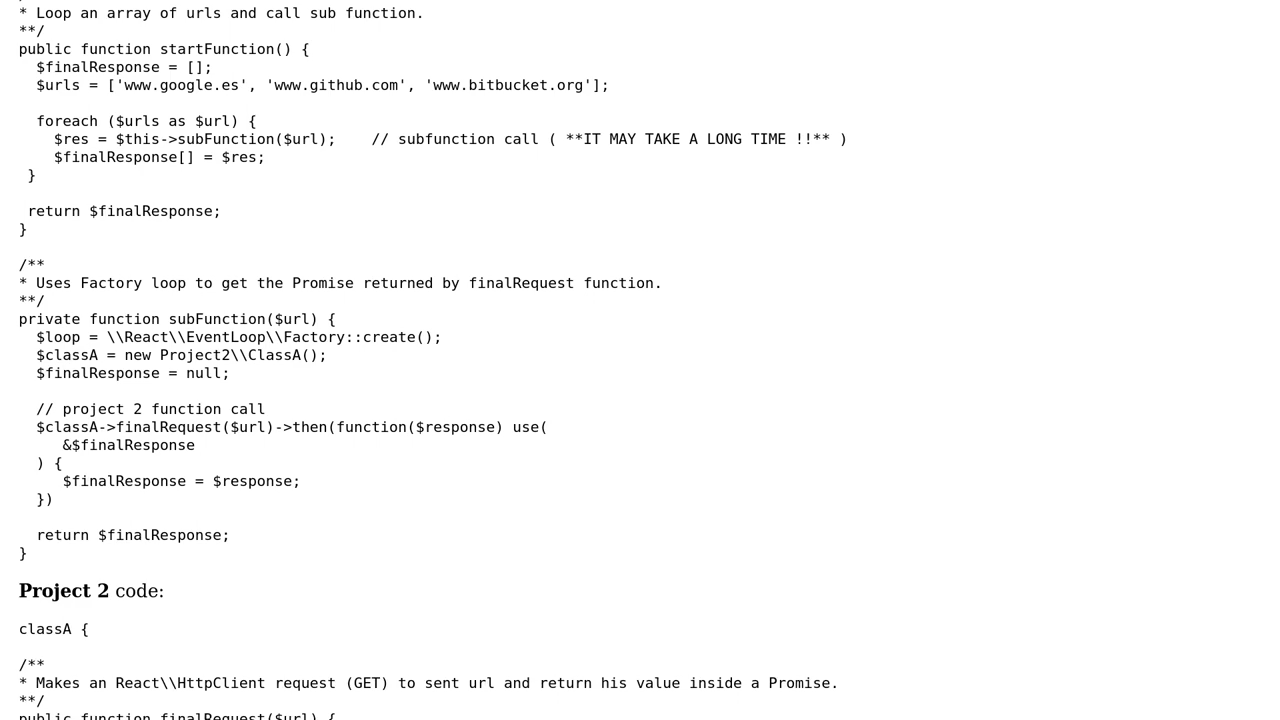 * Loop an array of urls and call sub function.
**/
public function startFunction() {
$finalResponse = [];
$urls = ['www.google.es', 'www.github.com', 'www.bitbucket.org'];
foreach ($urls as $url) {
$res = $this->subFunction($url);    // subfunction call ( **IT MAY TAKE A LONG TIME !!** )
$finalResponse[] = $res;
}
return $finalResponse;
}
/**
* Uses Factory loop to get the Promise returned by finalRequest function.
**/
private function subFunction($url) {
$loop = \\React\\EventLoop\\Factory::create();
$classA = new Project2\\ClassA();
$finalResponse = null;
// project 2 function call
$classA->finalRequest($url)->then(function($response) use(
&$finalResponse
) {
$finalResponse = $response;
})
return $finalResponse;
}
Project 2 code:
classA {
/**
* Makes an React\\HttpClient request (GET) to sent url and return his value inside a Promise.
**/
public function finalRequest($url) {